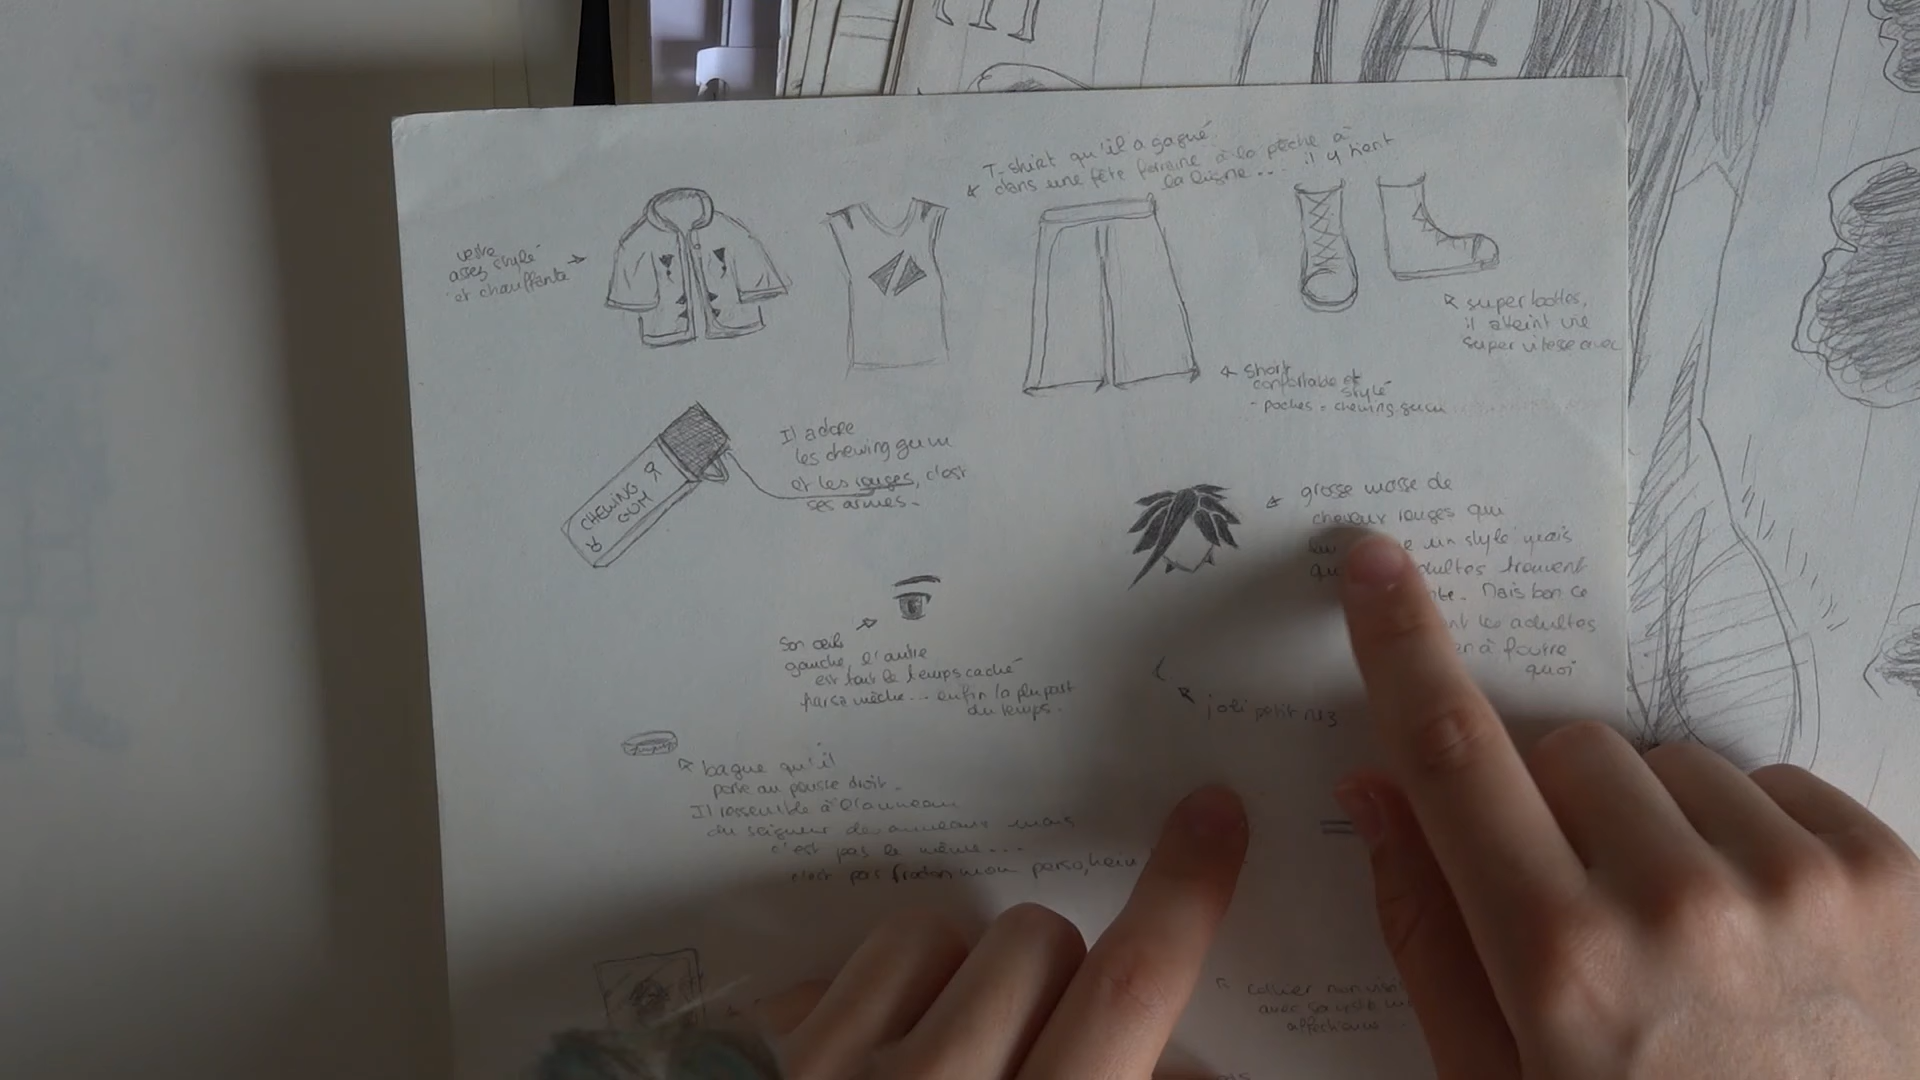 T-shirt qu'il a gagné
dans une fête forraine à la pêche à
la ligne... il y tient
veste
assez stylé
et chauffante
super bottes,
il ateint une
super vitesse avec
short
confortable et
stylé
- poches = chewing gum
Il adore
les chewing gum
et les rouges, c'est
ses armes.
CHEWING
GUM
grosse masse de
cheveux rouges qui
un style mais
adultes trouvent
Mais bon ce
les adultes
à foutre
quoi
Son oeil
gauche, l'autre
est tout le temps caché
par sa mèche... enfin la plupart
du temps.
joli petit nez
bague qu'il
porte au pousse droit.
Il ressemble à l'anneau
du seigneur des anneaux mais
c'est pas le même...
c'est pas frodon mon perso, hein
collier
avec